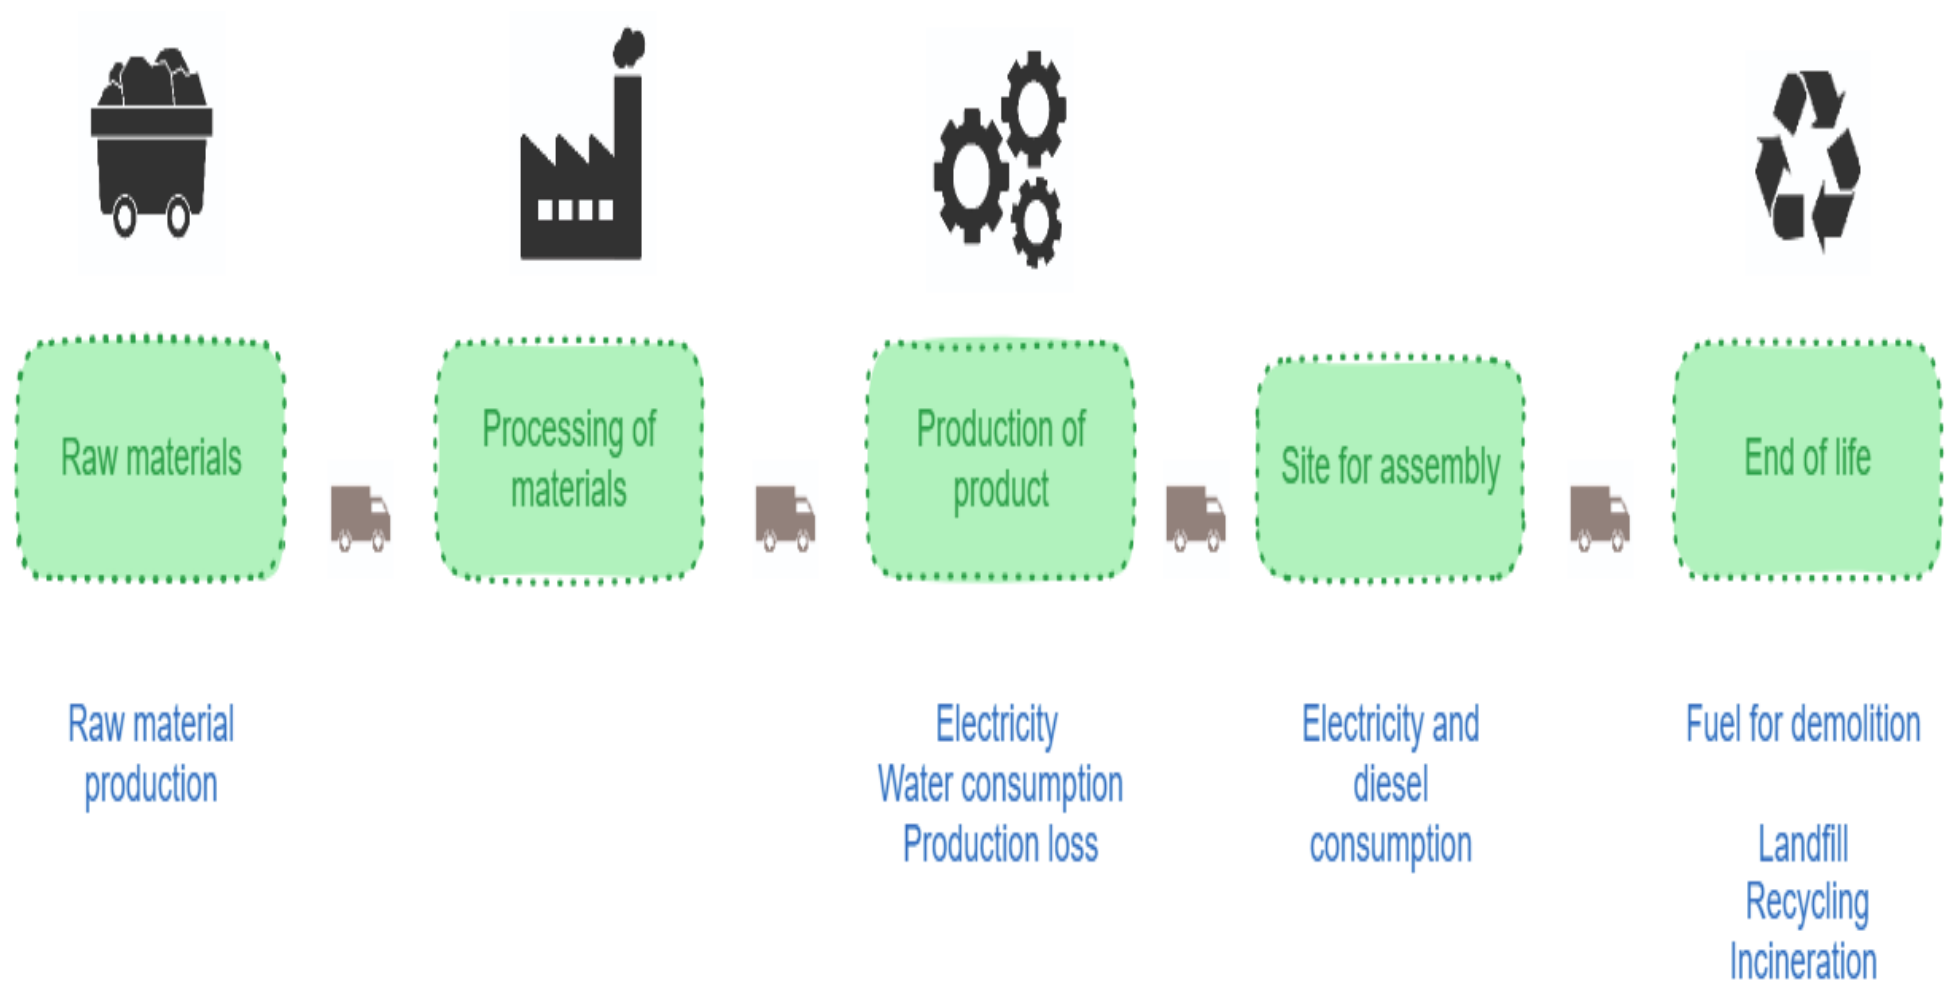 Raw materials
Processing of
materials
Production of
product
Site for assembly
End of life
Raw material
production
Electricity
Water consumption
Production loss
Electricity and
diesel
consumption
Fuel for demolition
Landfill
Recycling
Incineration